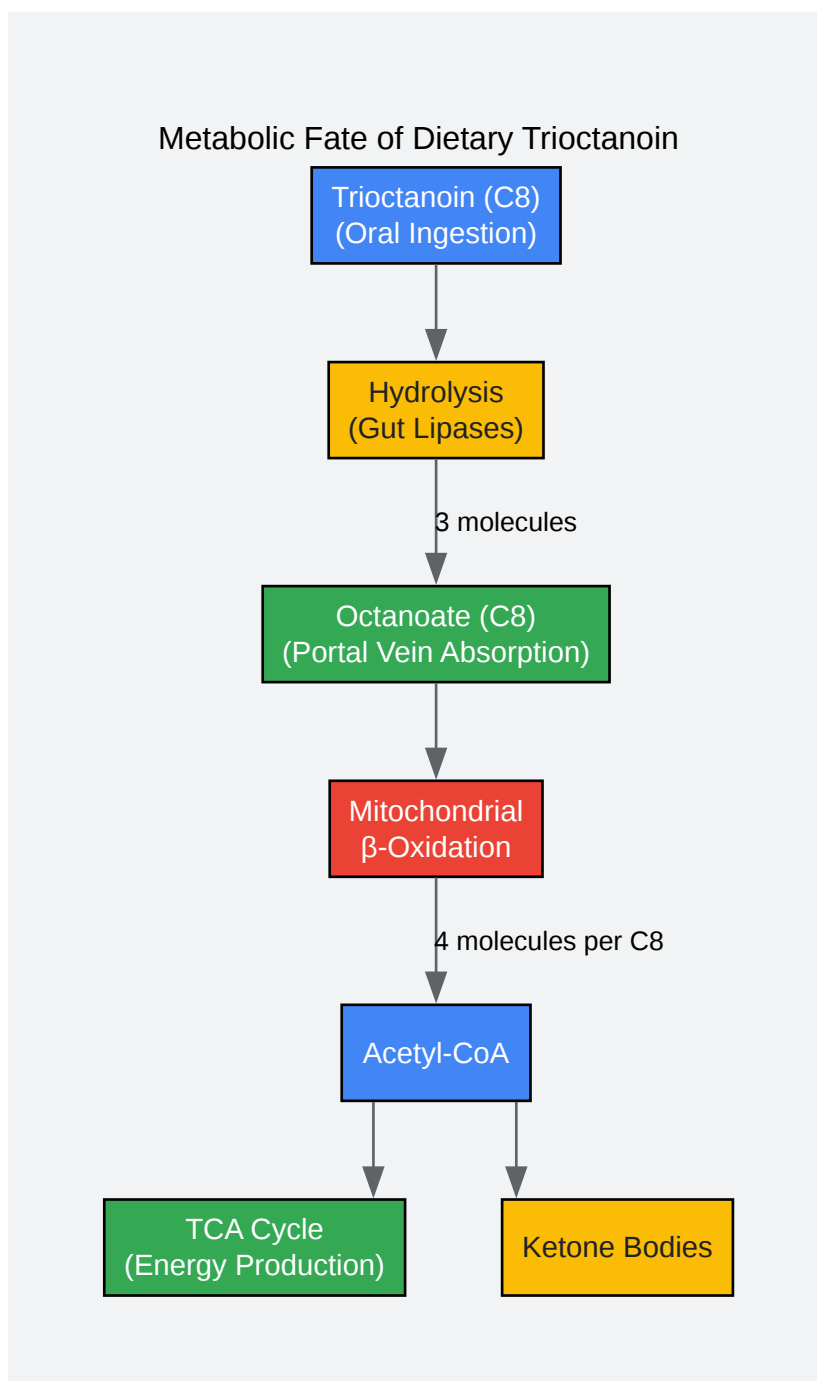 Metabolic Fate of Dietary Trioctanoin
Trioctanoin (C8)
(Oral Ingestion)
Hydrolysis
(Gut Lipases)
3 molecules
Octanoate (C8)
(Portal Vein Absorption)
Mitochondrial
β-Oxidation
4 molecules per C8
Acetyl-CoA
TCA Cycle
(Energy Production)
Ketone Bodies